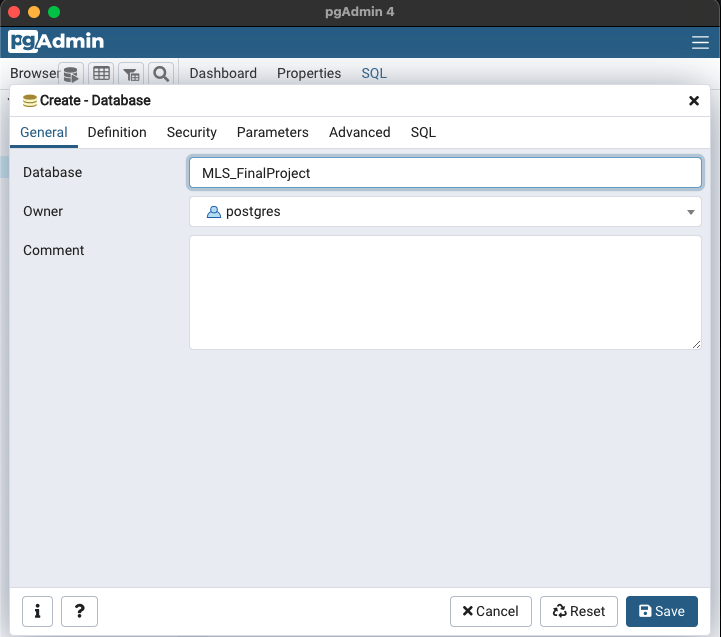 pgAdmin 4
pgAdmin
Browser Dashboard Properties SQL
Create - Database
General Definition Security Parameters Advanced SQL
Database MLS_FinalProject
Owner postgres
Comment
i ? Cancel Reset Save